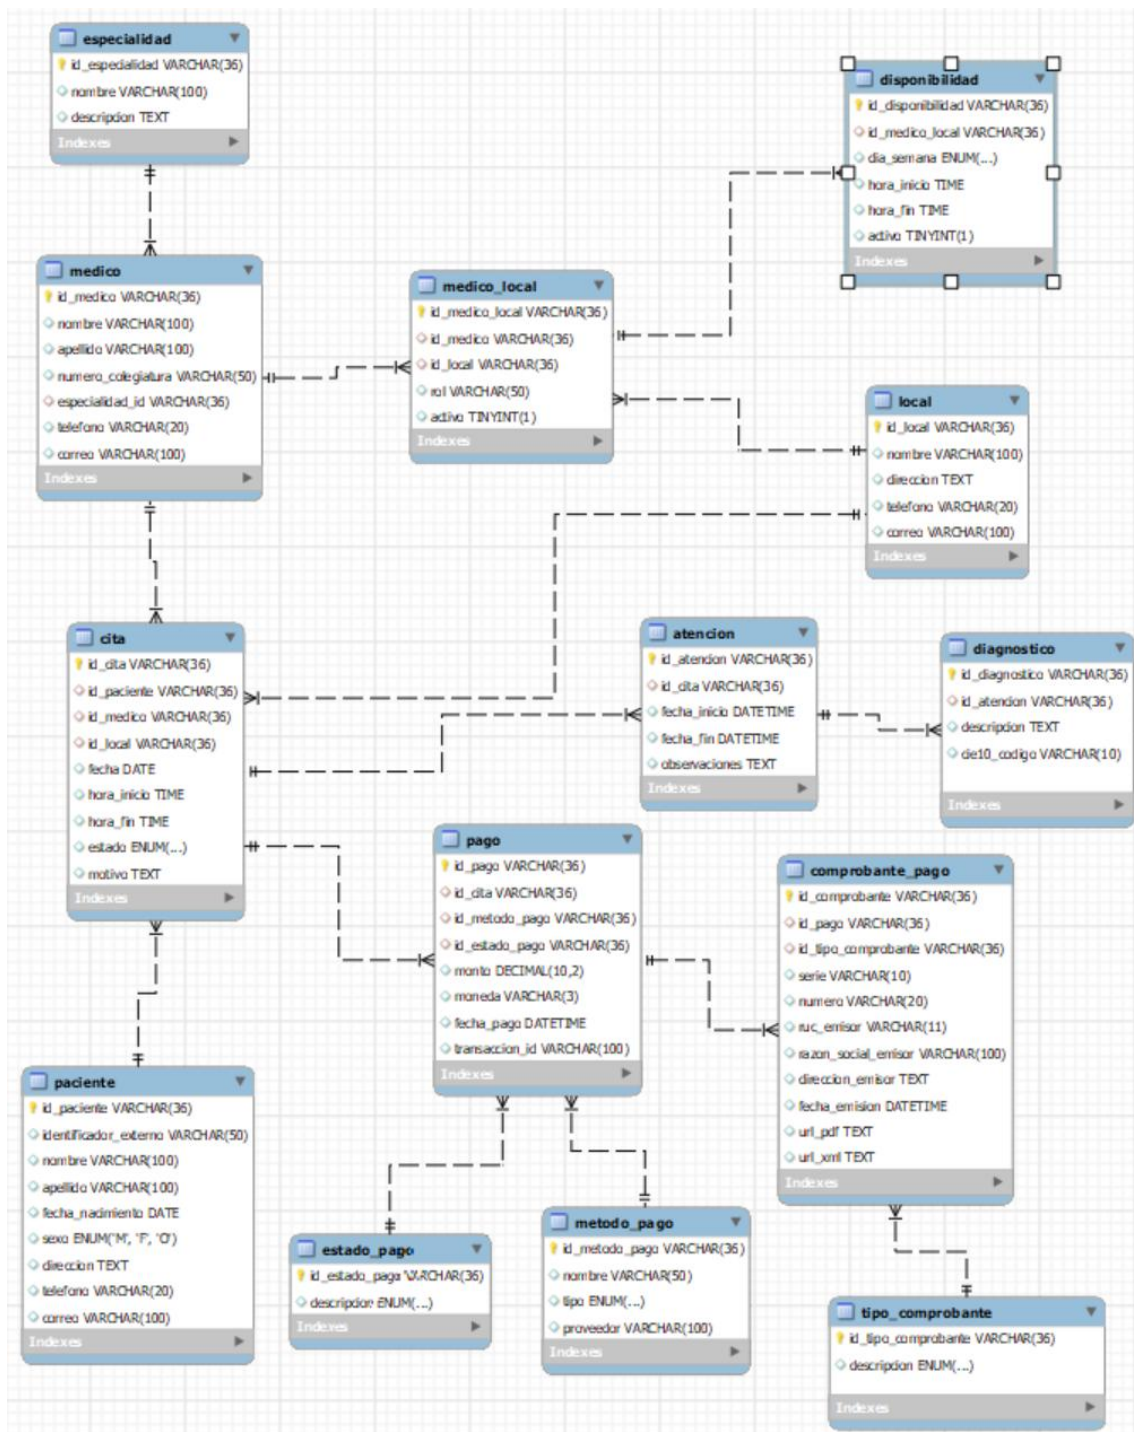 especialidad
id_especialidad VARCHAR(36)
nombre VARCHAR(100)
descripcion TEXT
Indexes
disponibilidad
id_disponibilidad VARCHAR(36)
id_medico_local VARCHAR(36)
dia_semana ENUM(...)
hora_inicio TIME
hora_fin TIME
activo TINYINT(1)
Indexes
medico
id_medico VARCHAR(36)
nombre VARCHAR(100)
apellido VARCHAR(100)
numero_colegiatura VARCHAR(50)
especialidad_id VARCHAR(36)
telefono VARCHAR(20)
correo VARCHAR(100)
Indexes
medico_local
id_medico_local VARCHAR(36)
id_medico VARCHAR(36)
id_local VARCHAR(36)
rol VARCHAR(50)
activo TINYINT(1)
Indexes
local
id_local VARCHAR(36)
nombre VARCHAR(100)
direccion TEXT
telefono VARCHAR(20)
correo VARCHAR(100)
Indexes
cita
id_cita VARCHAR(36)
id_paciente VARCHAR(36)
id_medico VARCHAR(36)
id_local VARCHAR(36)
fecha DATE
hora_inicio TIME
hora_fin TIME
estado ENUM(...)
motivo TEXT
Indexes
atencion
id_atencion VARCHAR(36)
id_cita VARCHAR(36)
fecha_inicio DATETIME
fecha_fin DATETIME
observaciones TEXT
Indexes
diagnostico
id_diagnostico VARCHAR(36)
id_atencion VARCHAR(36)
descripcion TEXT
cie10_codigo VARCHAR(10)
Indexes
pago
id_pago VARCHAR(36)
id_cita VARCHAR(36)
id_metodo_pago VARCHAR(36)
id_estado_pago VARCHAR(36)
monto DECIMAL(10,2)
moneda VARCHAR(3)
fecha_pago DATETIME
transaccion_id VARCHAR(100)
Indexes
comprobante_pago
id_comprobante VARCHAR(36)
id_pago VARCHAR(36)
id_tipo_comprobante VARCHAR(36)
serie VARCHAR(10)
numero VARCHAR(20)
ruc_emisor VARCHAR(11)
razon_social_emisor VARCHAR(100)
direccion_emisor TEXT
fecha_emision DATETIME
url_pdf TEXT
url_xml TEXT
Indexes
paciente
id_paciente VARCHAR(36)
identificador_externo VARCHAR(50)
nombre VARCHAR(100)
apellido VARCHAR(100)
fecha_nacimiento DATE
sexo ENUM('M', 'F', 'O')
direccion TEXT
telefono VARCHAR(20)
correo VARCHAR(100)
Indexes
estado_pago
id_estado_pago VARCHAR(36)
descripcion ENUM(...)
Indexes
metodo_pago
id_metodo_pago VARCHAR(36)
nombre VARCHAR(50)
tipo ENUM(...)
proveedor VARCHAR(100)
Indexes
tipo_comprobante
id_tipo_comprobante VARCHAR(36)
descripcion ENUM(...)
Indexes